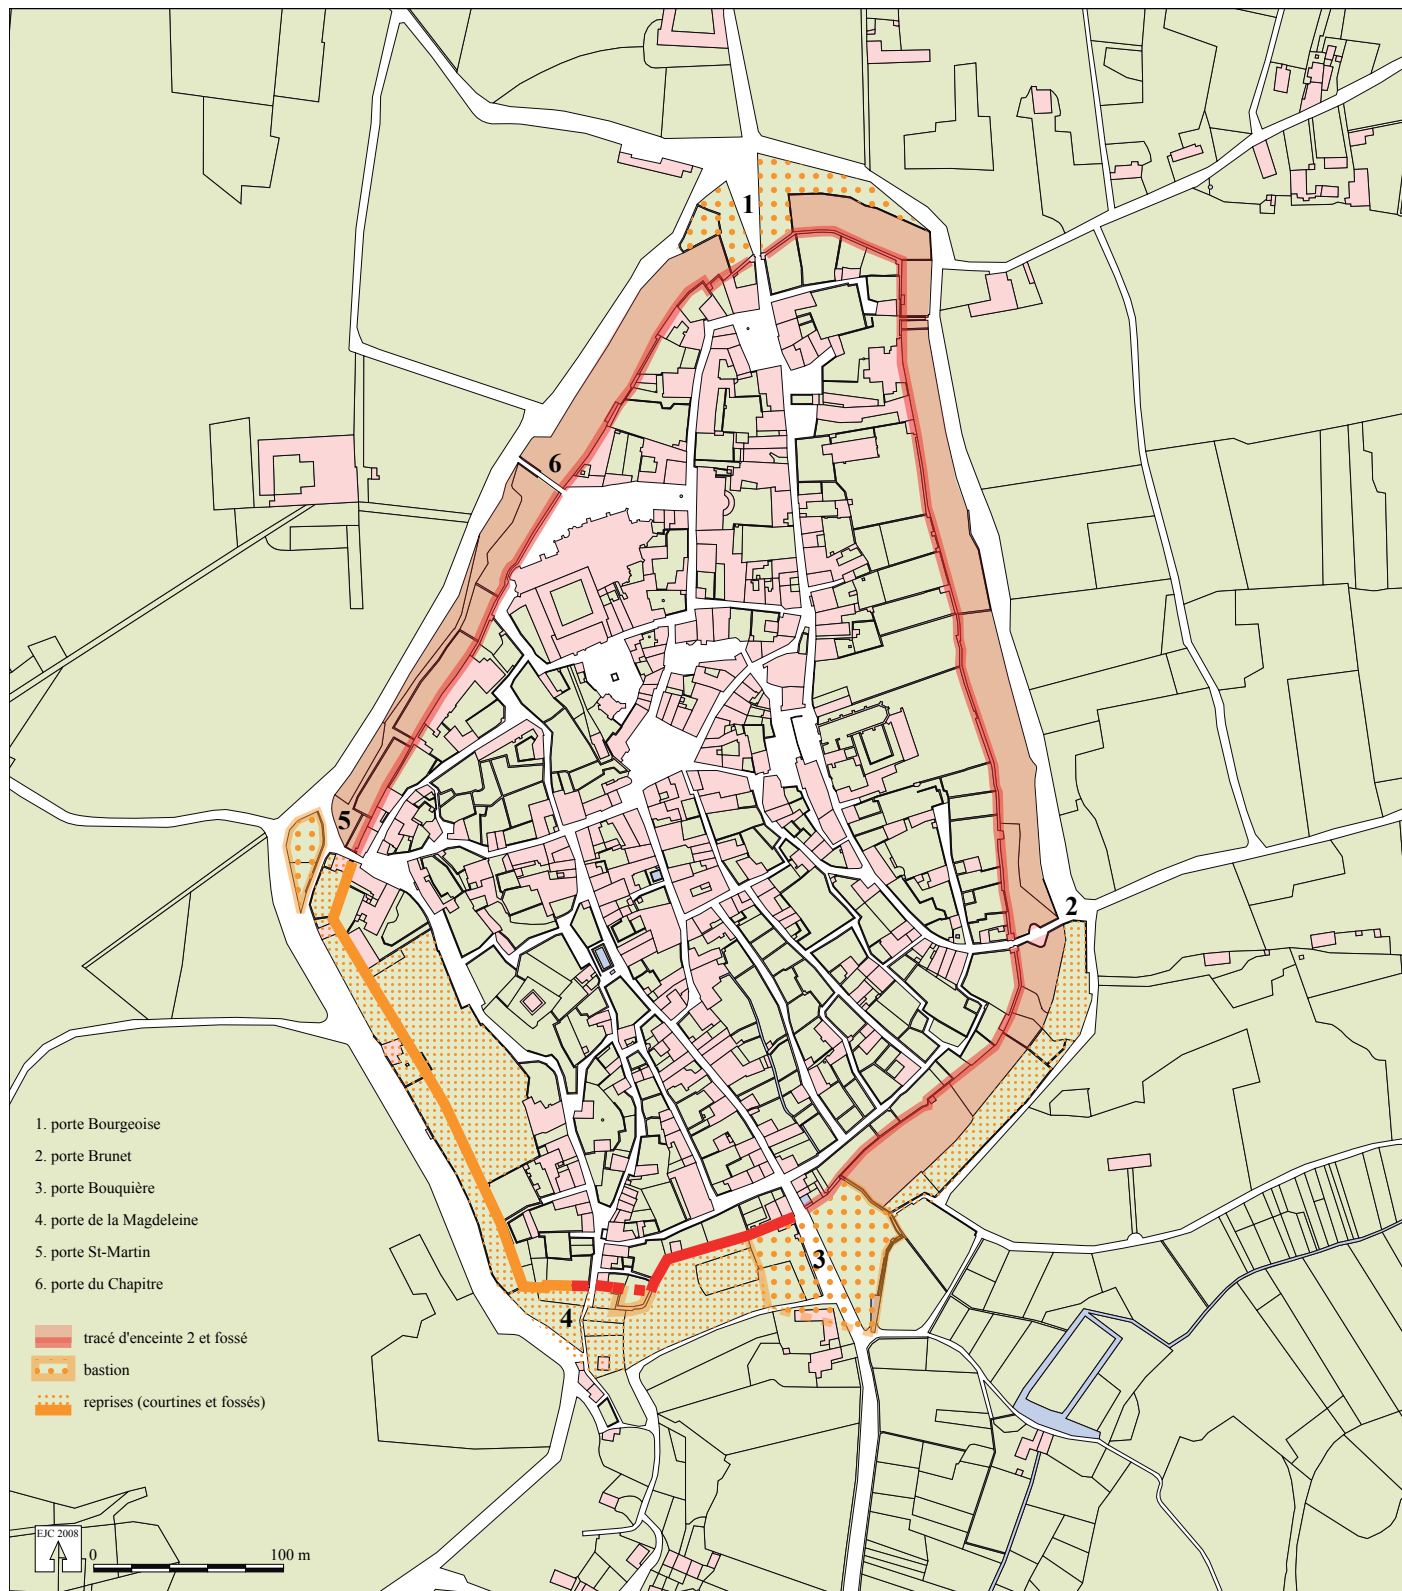 1
6
5
2
3
4
1. porte Bourgeoise
2. porte Brunet
3. porte Bouquière
4. porte de la Magdeleine
5. porte St-Martin
6. porte du Chapitre
tracé d'enceinte 2 et fossé
bastion
reprises (courtines et fossés)
EJC 2008
0 100 m